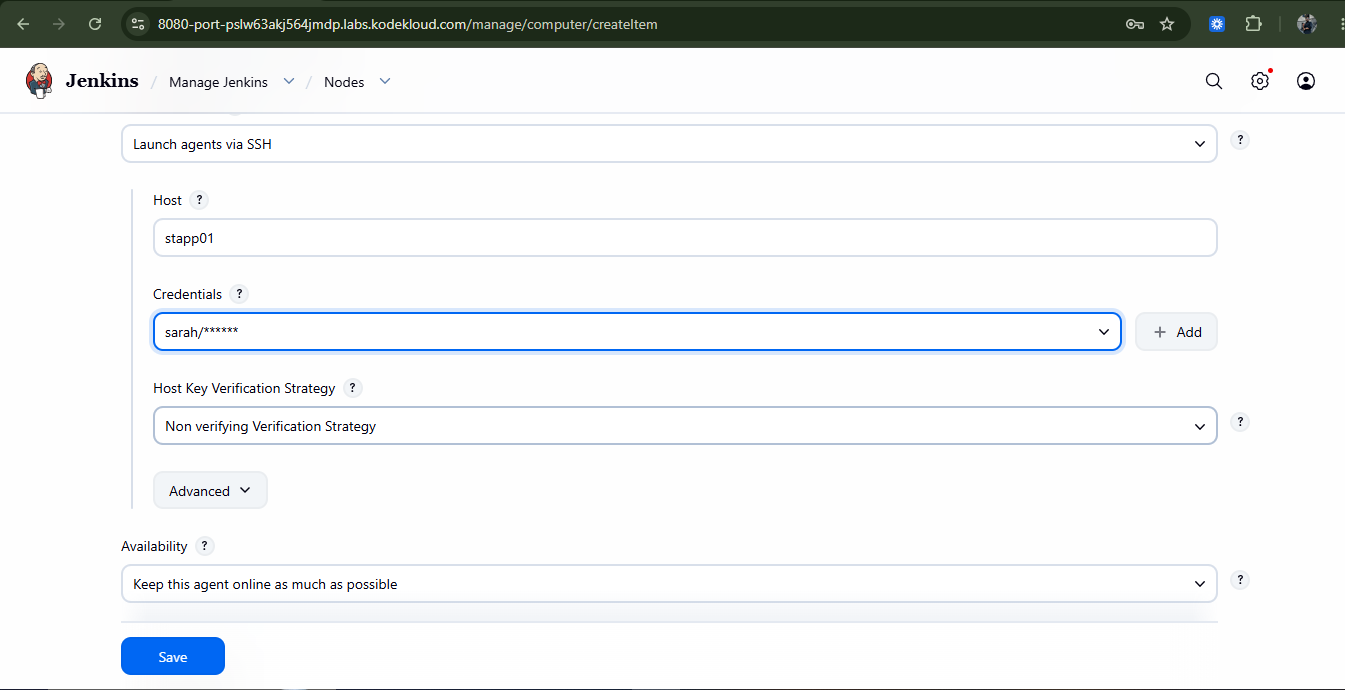 8080-port-pslw63akj564jmdp.labs.kodekloud.com/manage/computer/createItem
Jenkins / Manage Jenkins / Nodes
Launch agents via SSH ?
Host ?
stapp01
Credentials ?
sarah/****** + Add
Host Key Verification Strategy ?
Non verifying Verification Strategy ?
Advanced
Availability ?
Keep this agent online as much as possible ?
Save